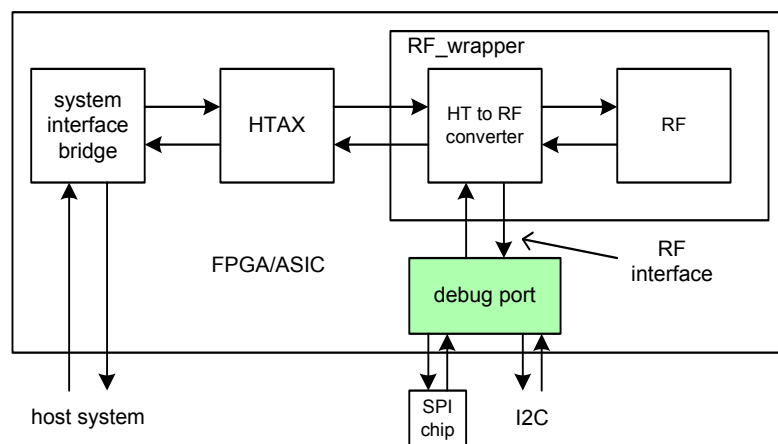 RF_wrapper
system
interface
bridge
HTAX
HT to RF
converter
RF
FPGA/ASIC
RF
interface
debug port
host system
SPI
chip
I2C